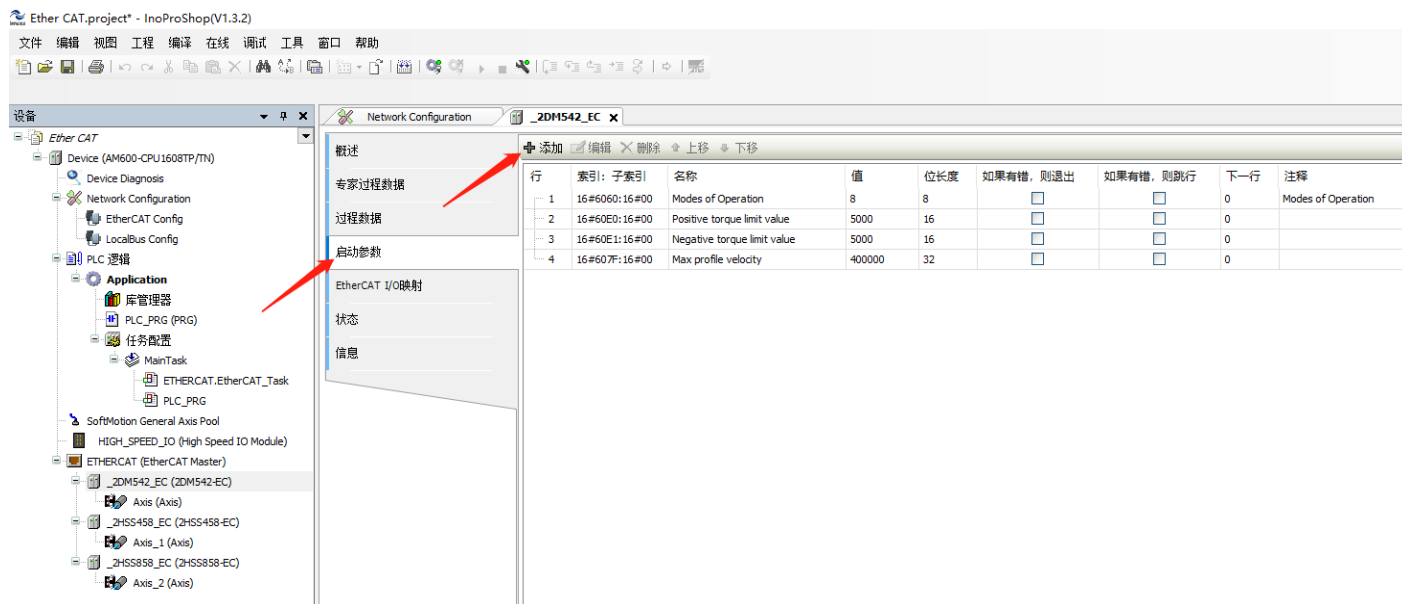 Ether CAT.project* - InoProShop(V1.3.2)
文件 编辑 视图 工程 编译 在线 调试 工具 窗口 帮助
设备
Ether CAT
Device (AM600-CPU1608TP/TN)
Device Diagnosis
Network Configuration
EtherCAT Config
LocalBus Config
PLC 逻辑
Application
库管理器
PLC_PRG (PRG)
任务配置
MainTask
ETHERCAT.EtherCAT_Task
PLC_PRG
SoftMotion General Axis Pool
HIGH_SPEED_IO (High Speed IO Module)
ETHERCAT (EtherCAT Master)
_2DM542_EC (2DM542-EC)
Axis (Axis)
_2HSS458_EC (2HSS458-EC)
Axis_1 (Axis)
_2HSS858_EC (2HSS858-EC)
Axis_2 (Axis)
Network Configuration _2DM542_EC
概述
专家过程数据
过程数据
启动参数
EtherCAT I/O映射
状态
信息
添加 编辑 删除 上移 下移
行 索引: 子索引 名称 值 位长度 如果有错, 则退出 如果有错, 则跳行 下一行 注释
1 16#6060:16#00 Modes of Operation 8 8 0 Modes of Operation
2 16#60E0:16#00 Positive torque limit value 5000 16 0
3 16#60E1:16#00 Negative torque limit value 5000 16 0
4 16#607F:16#00 Max profile velocity 400000 32 0